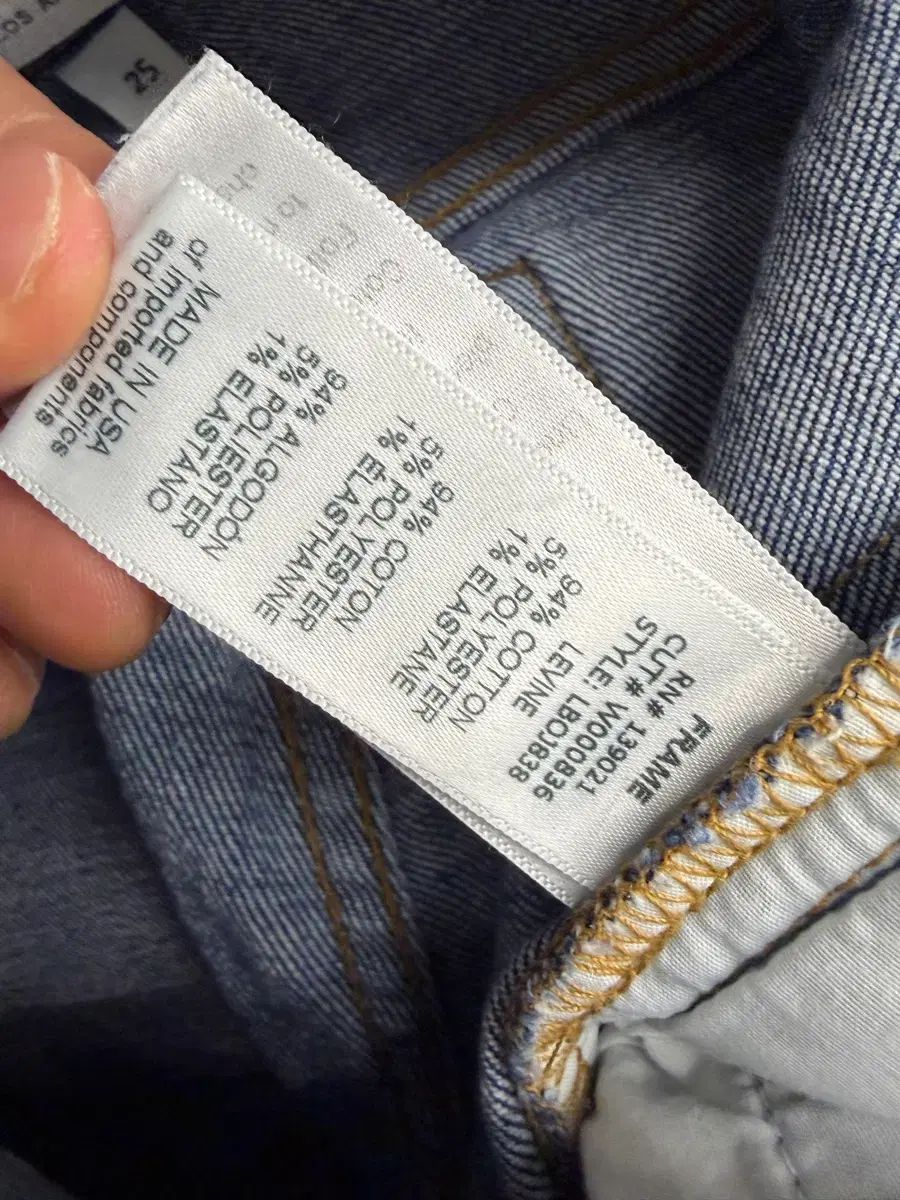 25
FRAME
RN# 139021
CUT# W000836
STYLE: LBOJ838
LEVINE
94% COTTON
5% POLYESTER
1% ELASTANE
94% COTON
5% POLYESTER
1% ÉLASTHANNE
94% ALGODÓN
5% POLIESTER
1% ELASTANO
MADE IN USA
of imported fabrics
and components